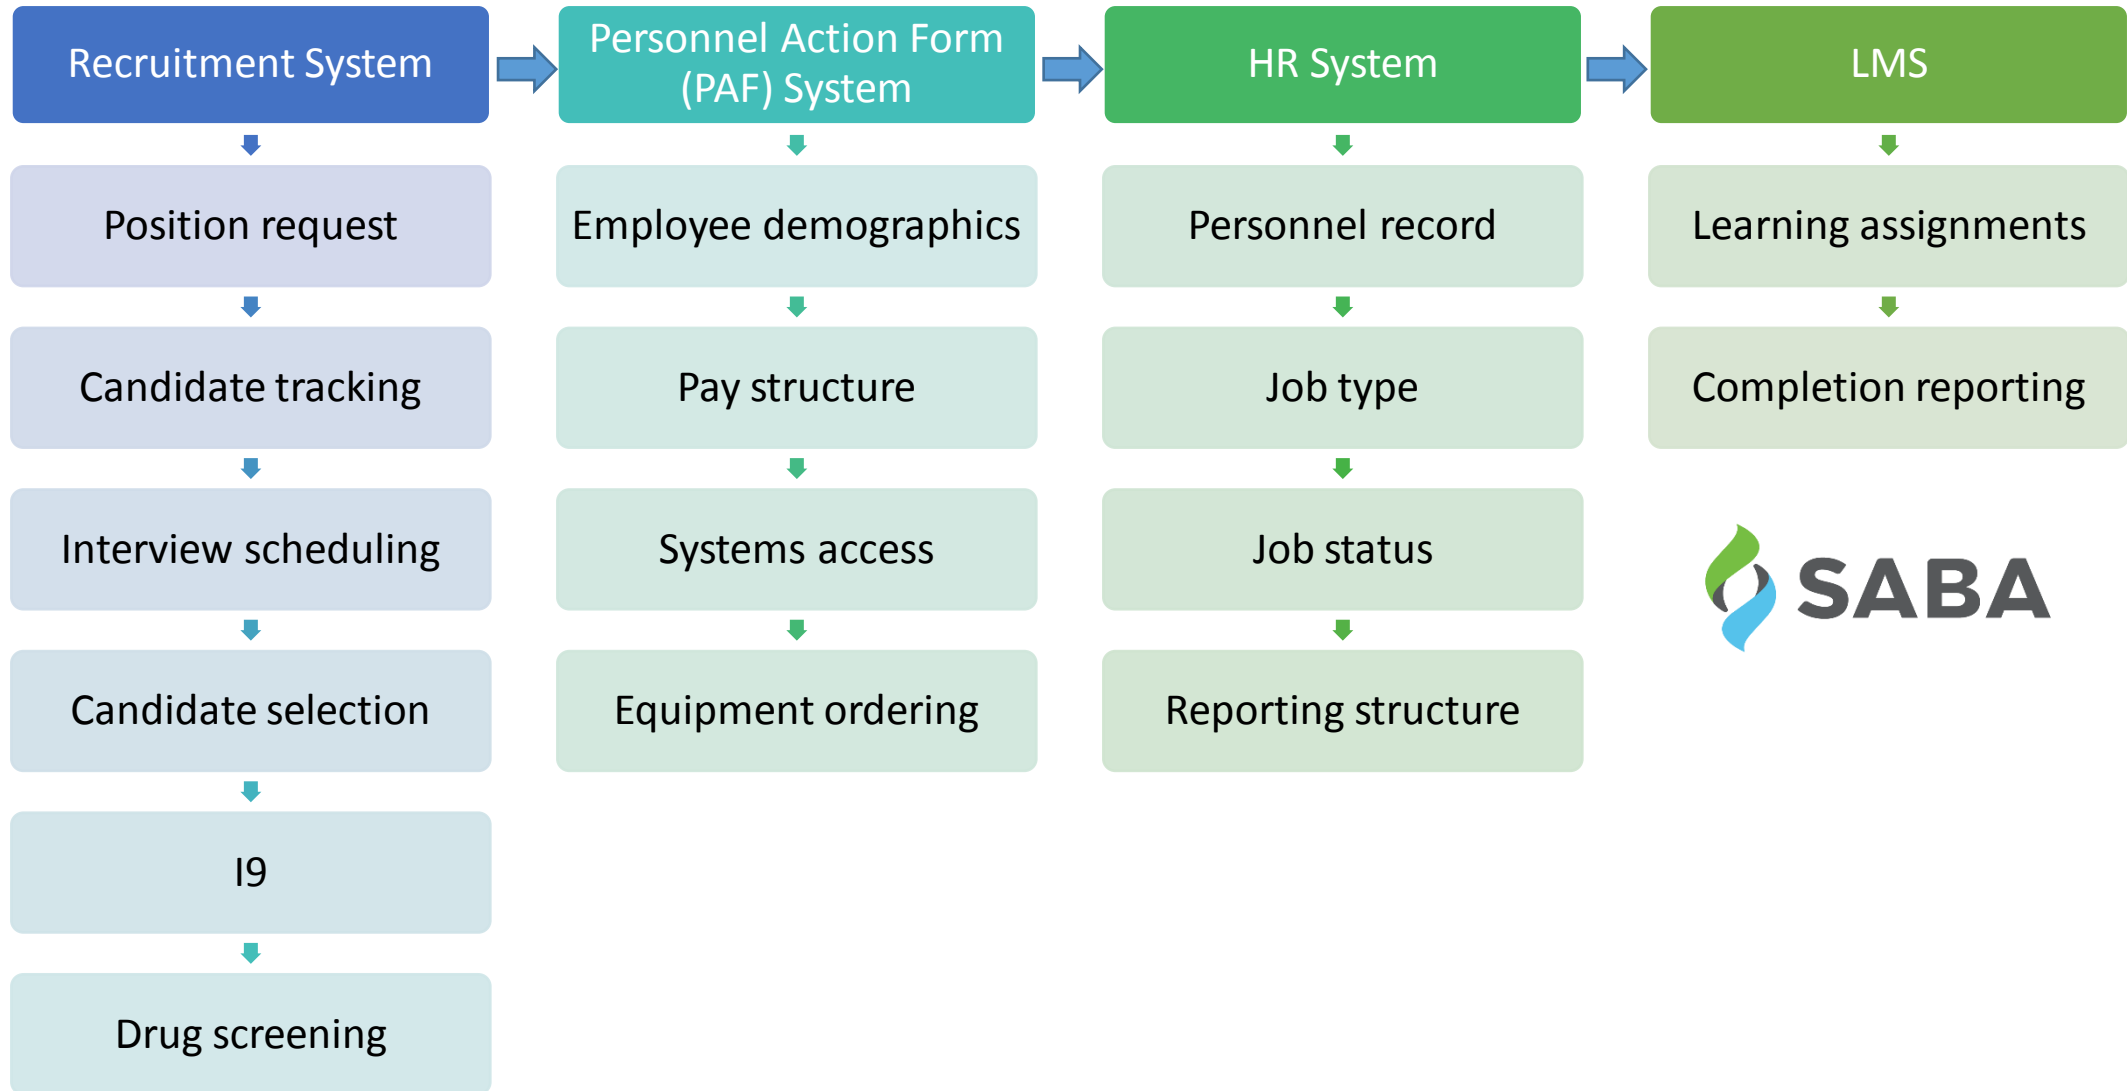 Recruitment System
Position request
Candidate tracking
Interview scheduling
Candidate selection
I9
Drug screening
Personnel Action Form
(PAF) System
Employee demographics
Pay structure
Systems access
Equipment ordering
HR System
Personnel record
Job type
Job status
Reporting structure
LMS
Learning assignments
Completion reporting
SABA